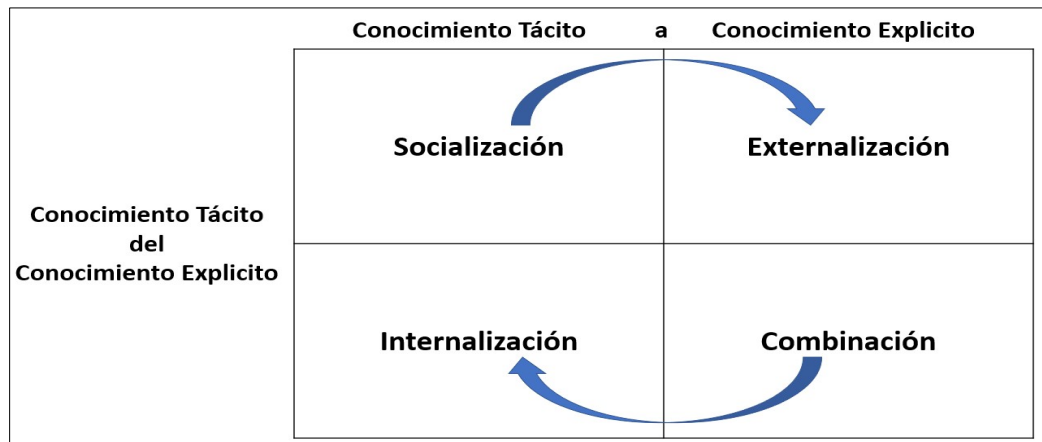 Conocimiento Tácito a Conocimiento Explicito
Socialización Externalización
Conocimiento Tácito
del
Conocimiento Explicito
Internalización Combinación